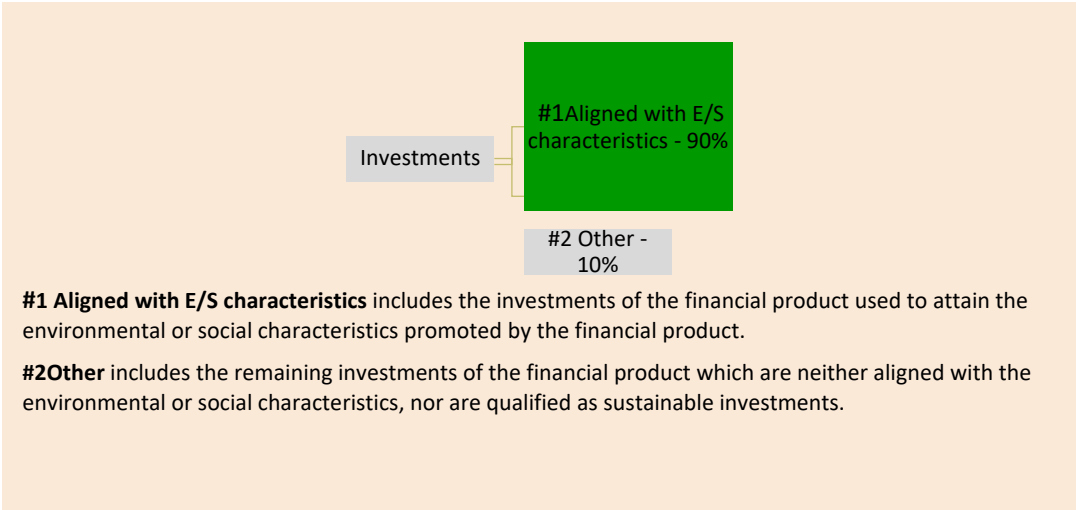 #1Aligned with E/S
characteristics - 90%
Investments
#2 Other -
10%
#1 Aligned with E/S characteristics includes the investments of the financial product used to attain the
environmental or social characteristics promoted by the financial product.
#2Other includes the remaining investments of the financial product which are neither aligned with the
environmental or social characteristics, nor are qualified as sustainable investments.